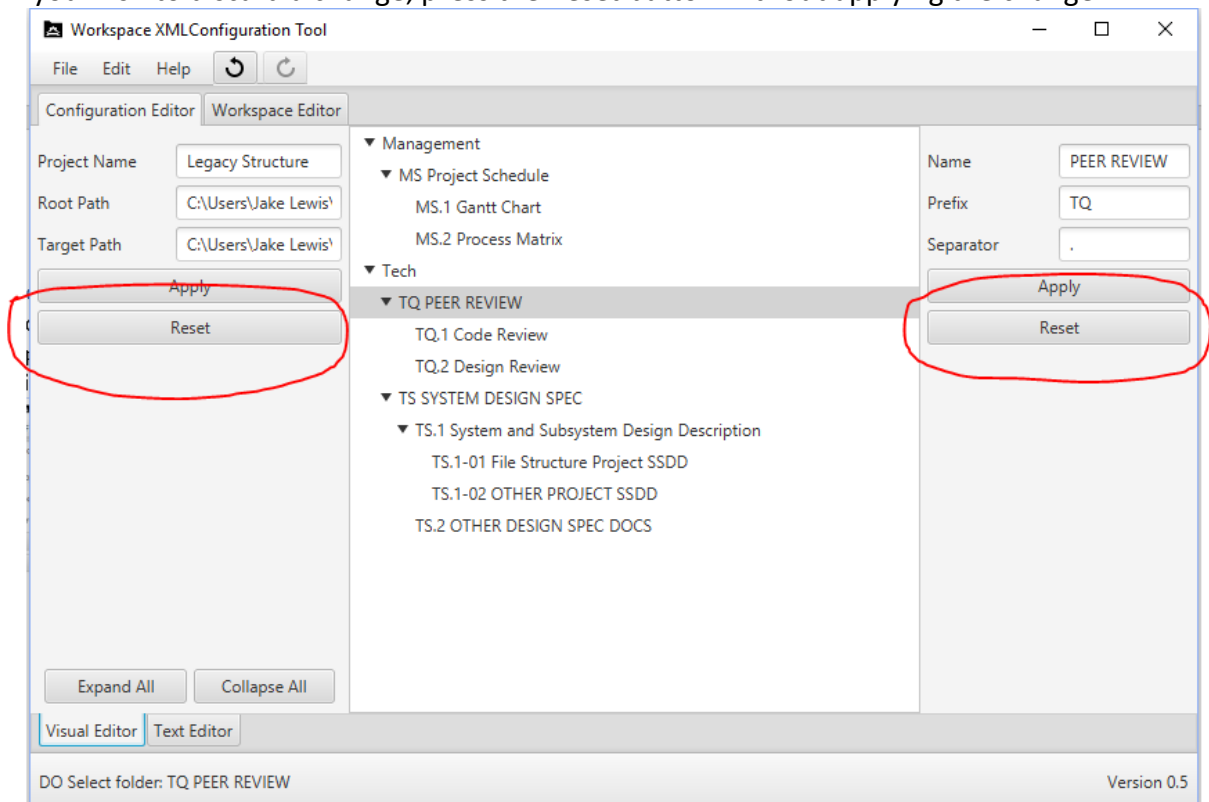 Workspace XMLConfiguration Tool
File Edit Help
Configuration Editor Workspace Editor
Project Name Legacy Structure
Root Path C:\Users\Jake Lewis\
Target Path C:\Users\Jake Lewis\
Apply
Reset
Expand All Collapse All
▼ Management
▼ MS Project Schedule
MS.1 Gantt Chart
MS.2 Process Matrix
▼ Tech
▼ TQ PEER REVIEW
TQ.1 Code Review
TQ.2 Design Review
▼ TS SYSTEM DESIGN SPEC
▼ TS.1 System and Subsystem Design Description
TS.1-01 File Structure Project SSDD
TS.1-02 OTHER PROJECT SSDD
TS.2 OTHER DESIGN SPEC DOCS
Name PEER REVIEW
Prefix TQ
Separator .
Apply
Reset
Visual Editor Text Editor
DO Select folder: TQ PEER REVIEW Version 0.5